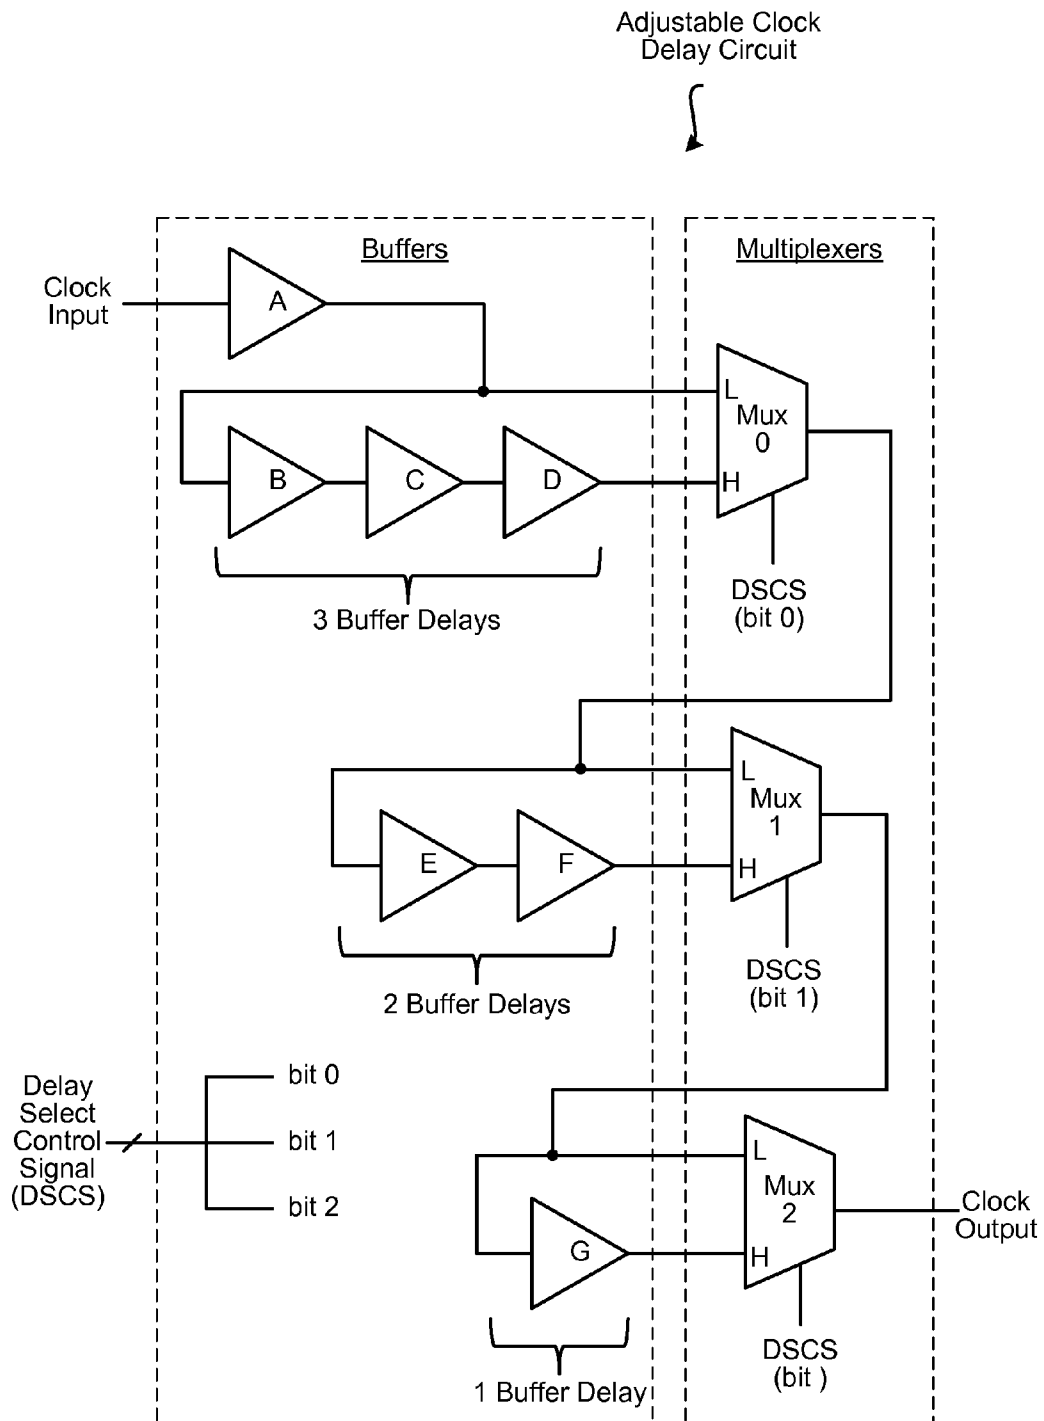 Adjustable Clock
Delay Circuit
Buffers
Multiplexers
Clock
Input
A
L
Mux
0
B
C
D
H
DSCS
(bit 0)
3 Buffer Delays
L
Mux
1
E
F
H
DSCS
(bit 1)
2 Buffer Delays
Delay
Select
Control
Signal
(DSCS)
bit 0
bit 1
bit 2
L
Mux
2
Clock
Output
G
H
DSCS
(bit )
1 Buffer Delay